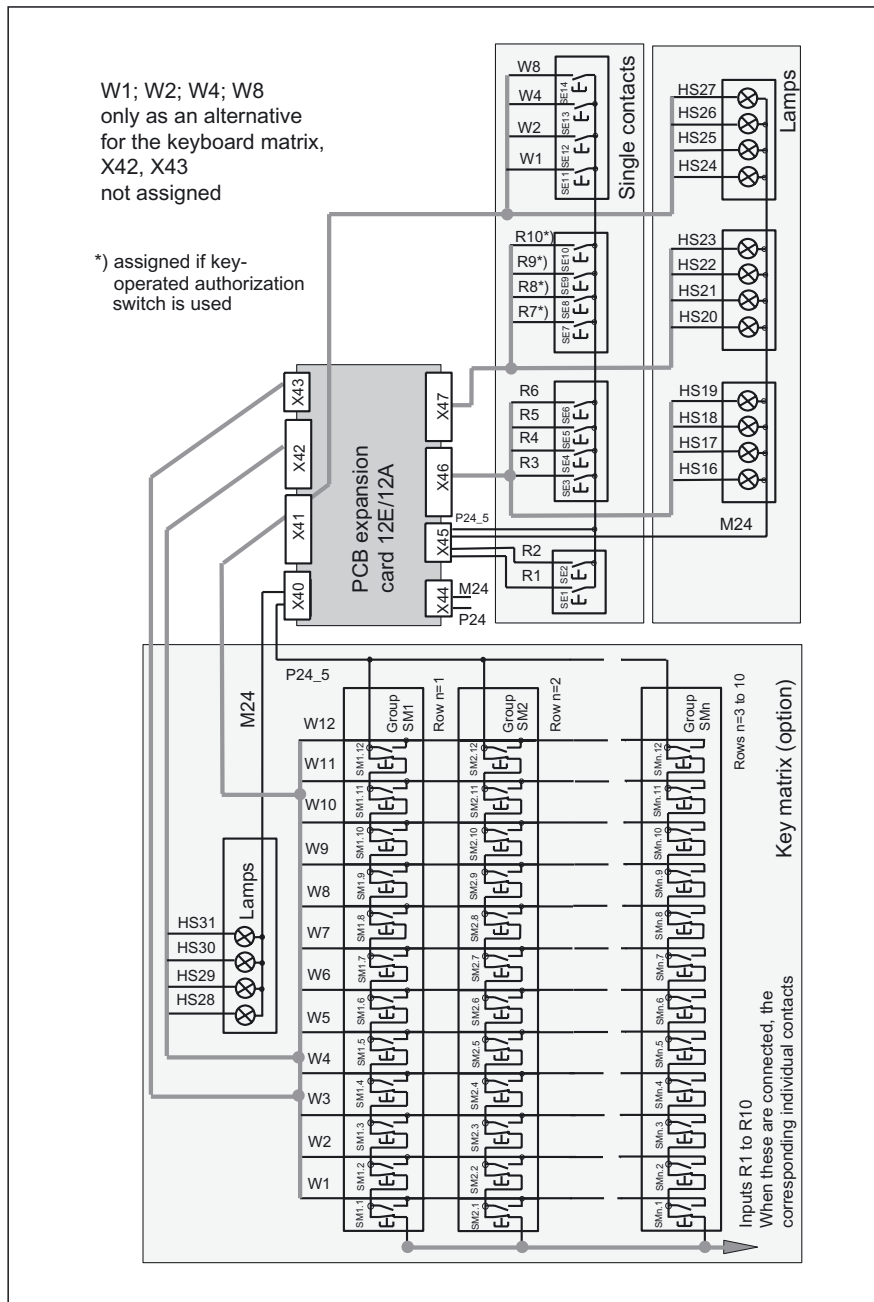 W1; W2; W4; W8
only as an alternative
for the keyboard matrix,
X42, X43
not assigned
*) assigned if key-
operated authorization
switch is used
W8
W4
W2
W1
SE14
SE13
SE12
SE11
Single contacts
HS27
HS26
HS25
HS24
Lamps
R10*)
R9*)
R8*)
R7*)
SE10
SE9
SE8
SE7
HS23
HS22
HS21
HS20
R6
R5
R4
R3
SE6
SE5
SE4
SE3
HS19
HS18
HS17
HS16
M24
X43
X42
X41
X40
PCB expansion
card 12E/12A
X47
X46
X45
X44
P24_5
R2
R1
SE2
SE1
M24
P24
P24_5
M24
Group
SM1
Row n=1
Group
SM2
Row n=2
Group
SMn
Rows n=3 to 10
Key matrix (option)
W12
W11
W10
W9
W8
W7
W6
W5
W4
W3
W2
W1
Lamps
HS31
HS30
HS29
HS28
SM1.12
SM1.11
SM1.10
SM1.9
SM1.8
SM1.7
SM1.6
SM1.5
SM1.4
SM1.3
SM1.2
SM1.1
SM2.12
SM2.11
SM2.10
SM2.9
SM2.8
SM2.7
SM2.6
SM2.5
SM2.4
SM2.3
SM2.2
SM2.1
SMn.12
SMn.11
SMn.10
SMn.9
SMn.8
SMn.7
SMn.6
SMn.5
SMn.4
SMn.3
SMn.2
SMn.1
Inputs R1 to R10
When these are connected, the
corresponding individual contacts